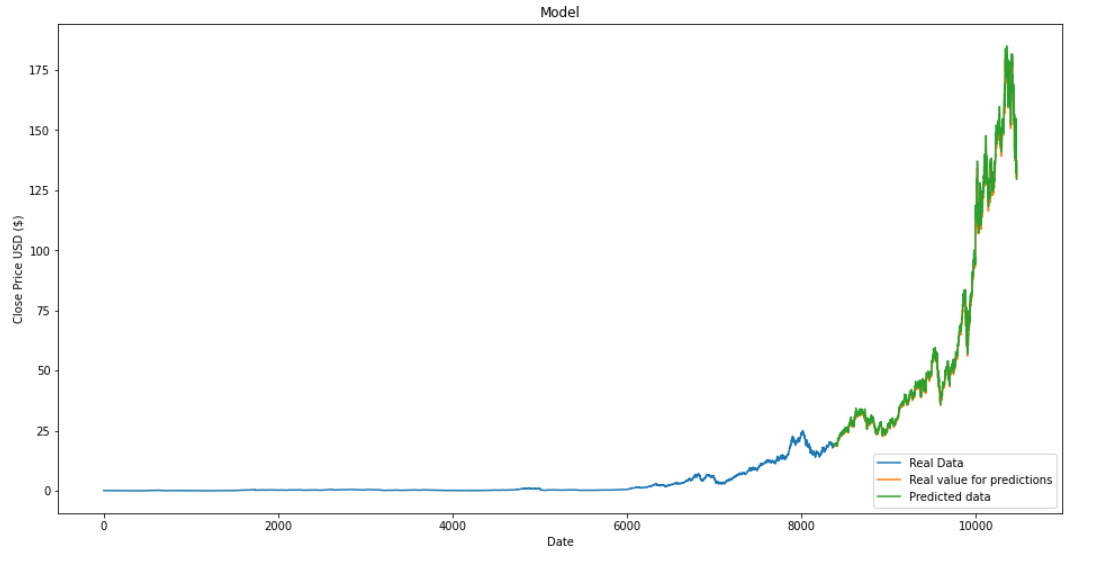 Model
Close Price USD ($)
175
150
125
100
75
50
25
0
0 2000 4000 6000 8000 10000
Date
Real Data
Real value for predictions
Predicted data